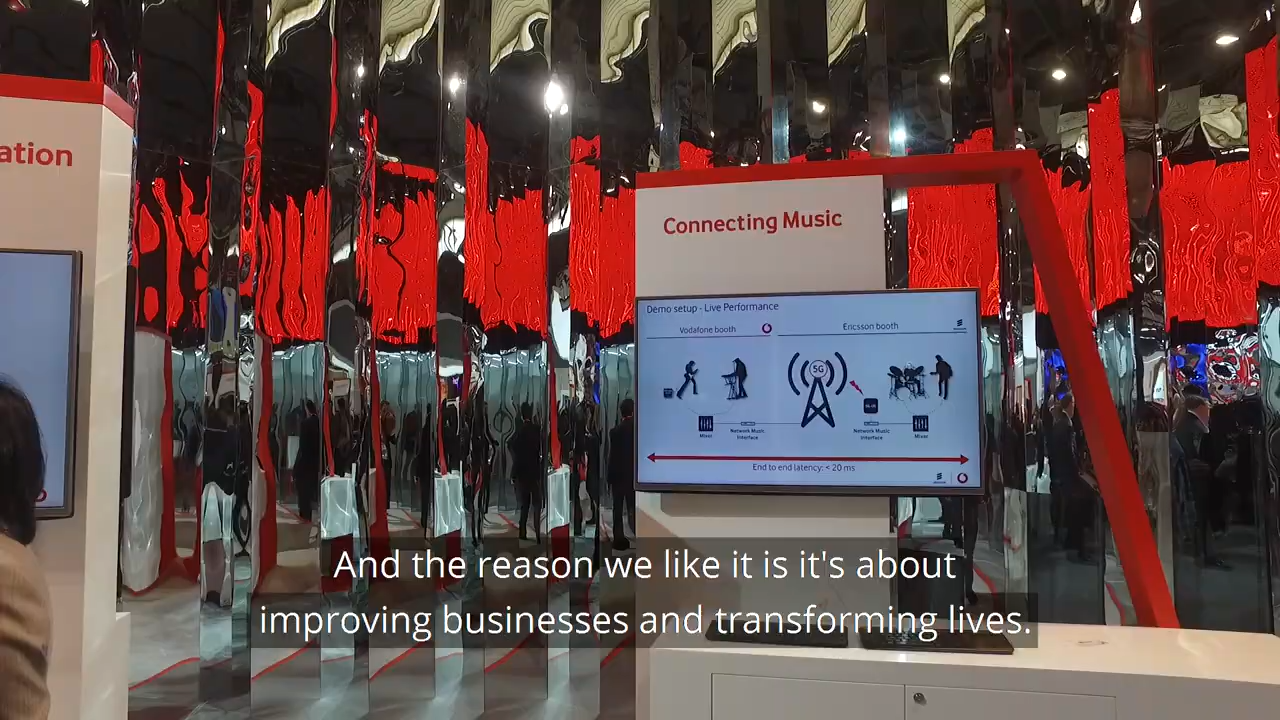 ation
Connecting Music
Demo setup - Live Performance
Vodafone booth
Ericsson booth
5G
Mixer
Network Music
Interface
Network Music
Interface
Mixer
End to end latency: < 20 ms
And the reason we like it is it's about
improving businesses and transforming lives.